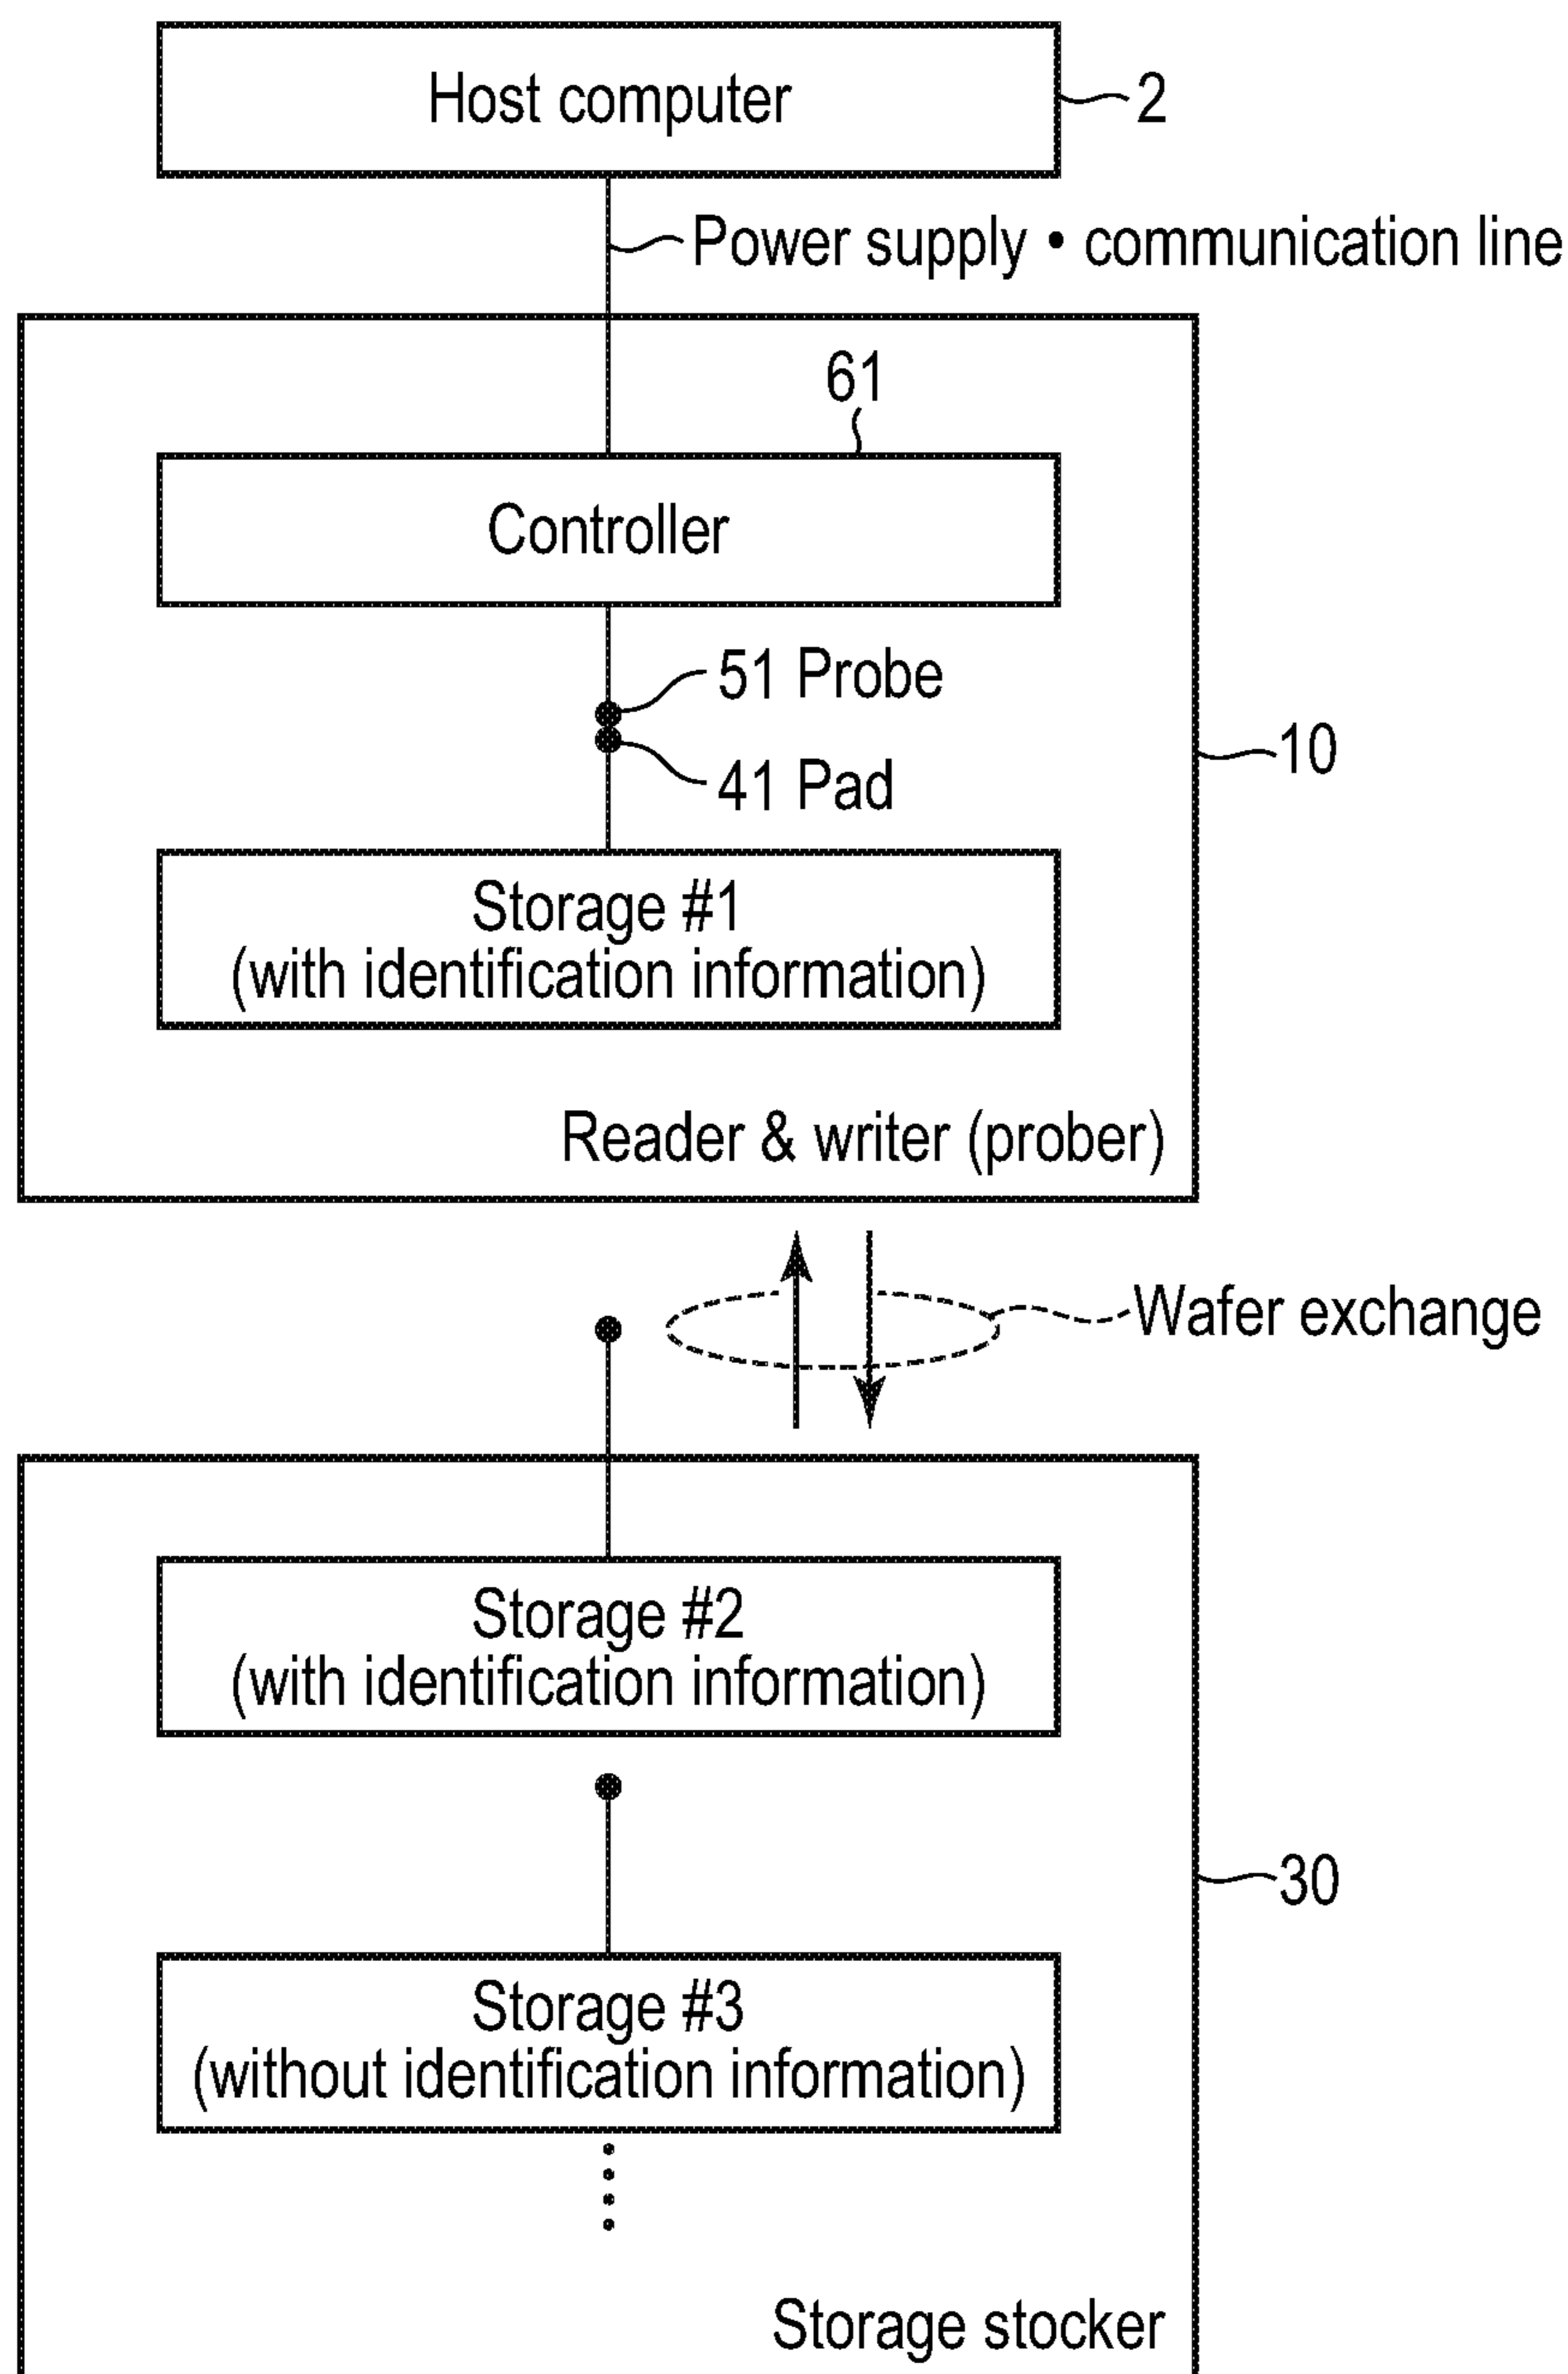 Host computer
2
Power supply • communication line
61
Controller
51 Probe
41 Pad
10
Storage #1
(with identification information)
Reader & writer (prober)
Wafer exchange
Storage #2
(with identification information)
30
Storage #3
(without identification information)
Storage stocker